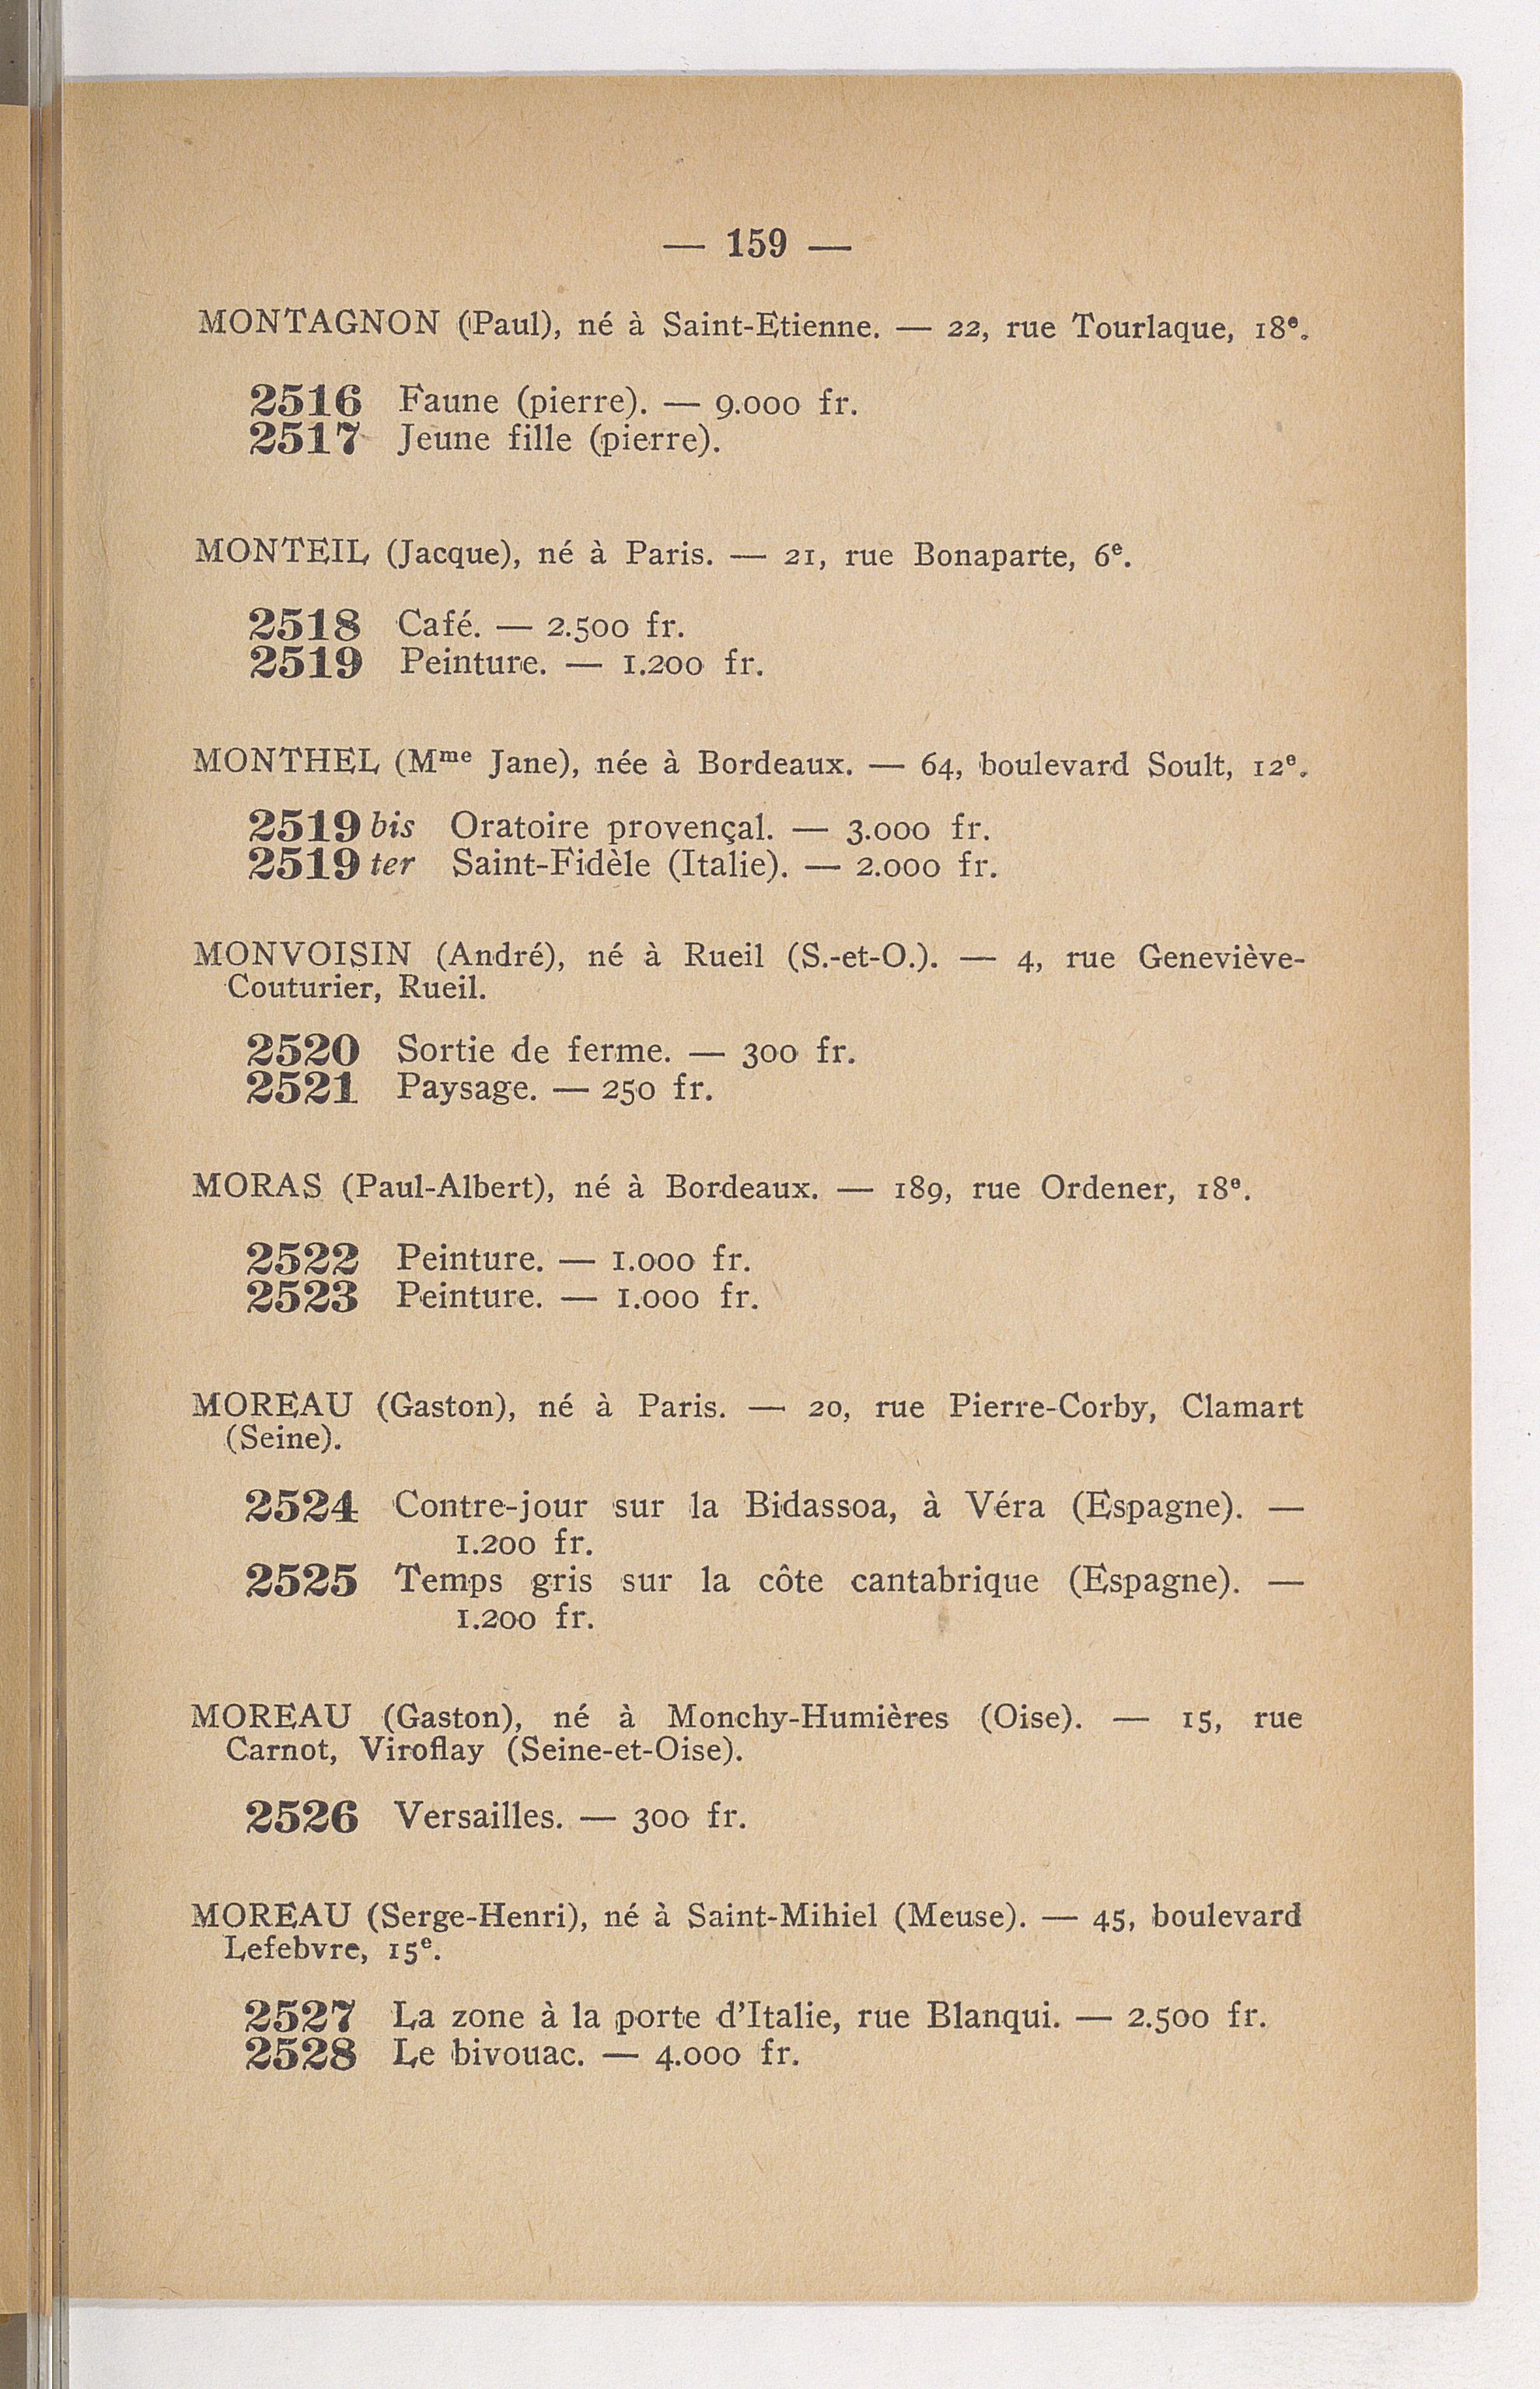 — 159 —
MONTAGNON (Paul), né à Saint-Etienne. — 22, rue Tourlaque, 18e.
2516 Faune (pierre). — 9.000 fr.
2517 Jeune fille (pierre).
MONTEIL (Jacque), né à Paris. — 21, rue Bonaparte, 6e.
2518 Café. — 2.500 fr.
2519 Peinture. — 1.200 fr.
MONTHEL (Mme Jane), née à Bordeaux. — 64, boulevard Soult, 12e.
2519 bis Oratoire provençal. — 3.000 fr.
2519 ter Saint-Fidèle (Italie). — 2.000 fr.
MONVOISIN (André), né à Rueil (S.-et-O.). — 4, rue Geneviève-
Couturier, Rueil.
2520 Sortie de ferme. — 300 fr.
2521 Paysage. — 250 fr.
MORAS (Paul-Albert), né à Bordeaux. — 189, rue Ordener, 18e.
2522 Peinture. — 1.000 fr.
2523 Peinture. — 1.000 fr.
MOREAU (Gaston), né à Paris. — 20, rue Pierre-Corby, Clamart
(Seine).
2524 Contre-jour sur la Bidassoa, à Véra (Espagne). —
1.200 fr.
2525 Temps gris sur la côte cantabrique (Espagne). —
1.200 fr.
MOREAU (Gaston), né à Monchy-Humières (Oise). — 15, rue
Carnot, Viroflay (Seine-et-Oise).
2526 Versailles. — 300 fr.
MOREAU (Serge-Henri), né à Saint-Mihiel (Meuse). — 45, boulevard
Lefebvre, 15e.
2527 La zone à la porte d'Italie, rue Blanqui. — 2.500 fr.
2528 Le bivouac. — 4.000 fr.